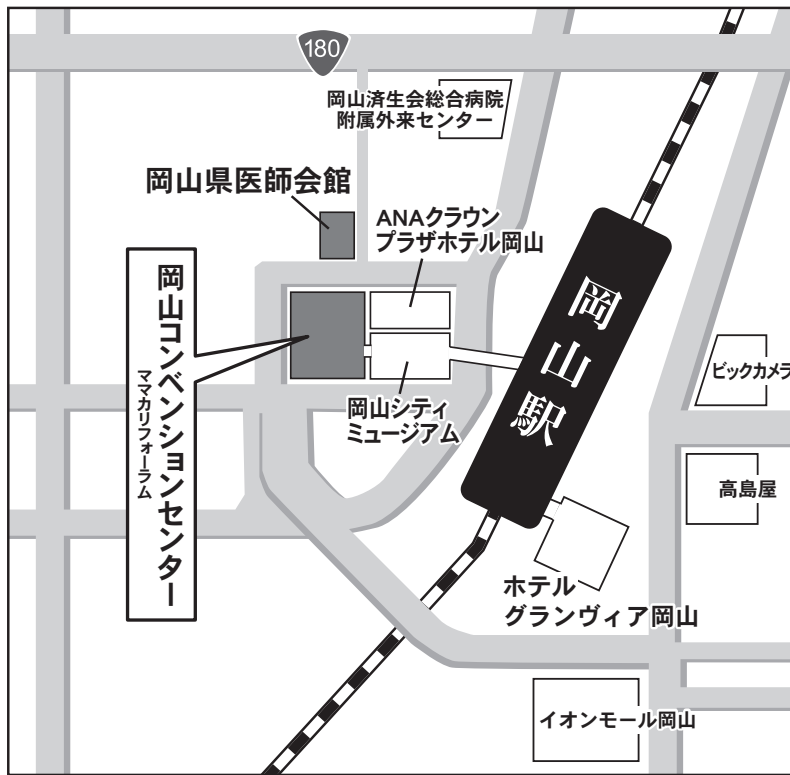 180
岡山済生会総合病院
附属外来センター
岡山県医師会館
ANAクラウン
プラザホテル岡山
岡山コンベンションセンター
ママカリフォーラム
岡山駅
ビックカメラ
岡山シティ
ミュージアム
高島屋
ホテル
グランヴィア岡山
イオンモール岡山